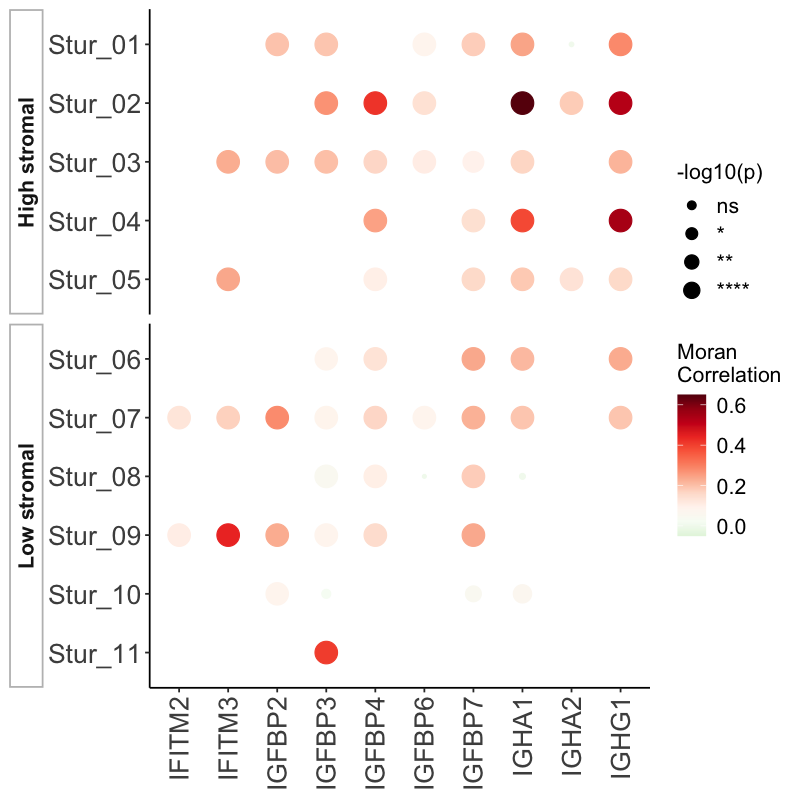 High stromal
Stur_01
Stur_02
Stur_03
Stur_04
Stur_05
Low stromal
Stur_06
Stur_07
Stur_08
Stur_09
Stur_10
Stur_11
IFITM2
IFITM3
IGFBP2
IGFBP3
IGFBP4
IGFBP6
IGFBP7
IGHA1
IGHA2
IGHG1
-log10(p)
ns
*
**
****
Moran
Correlation
0.6
0.4
0.2
0.0